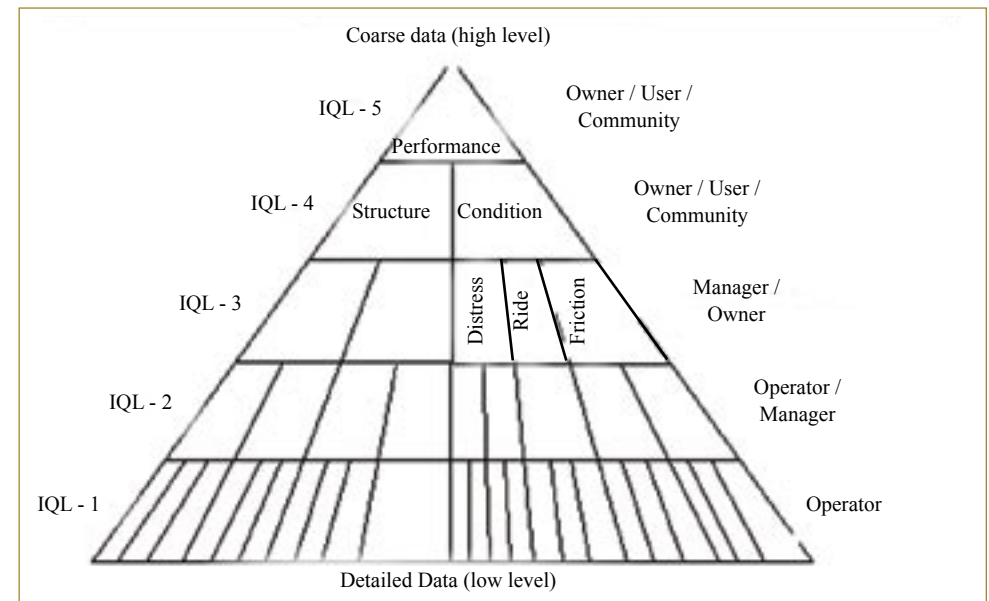 Coarse data (high level)
IQL - 5
Owner / User /
Community
Performance
IQL - 4
Structure
Condition
Owner / User /
Community
IQL - 3
Distress
Ride
Friction
Manager /
Owner
IQL - 2
Operator /
Manager
IQL - 1
Operator
Detailed Data (low level)